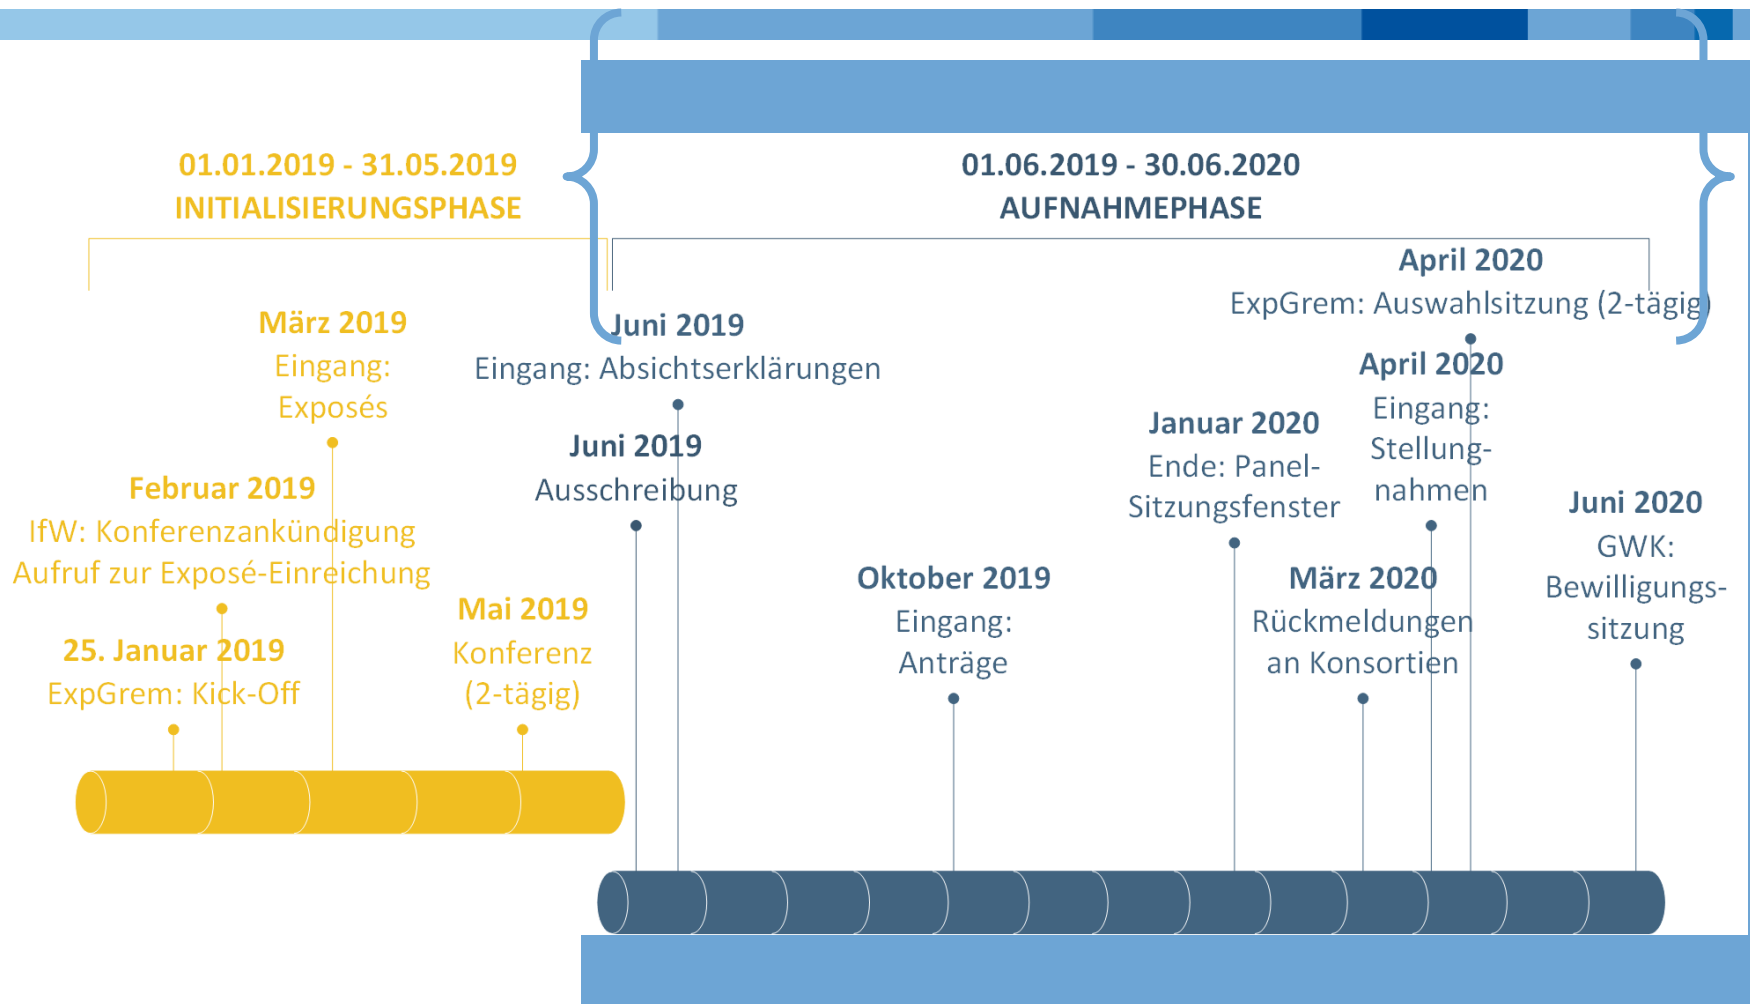 01.01.2019 - 31.05.2019
INITIALISIERUNGSPHASE
01.06.2019 - 30.06.2020
AUFNAHMEPHASE
25. Januar 2019
ExpGrem: Kick-Off
Februar 2019
IfW: Konferenzankündigung
Aufruf zur Exposé-Einreichung
März 2019
Eingang:
Exposés
Mai 2019
Konferenz
(2-tägig)
Juni 2019
Ausschreibung
Juni 2019
Eingang: Absichtserklärungen
Oktober 2019
Eingang:
Anträge
Januar 2020
Ende: Panel-
Sitzungsfenster
März 2020
Rückmeldungen
an Konsortien
April 2020
Eingang:
Stellung-
nahmen
April 2020
ExpGrem: Auswahlsitzung (2-tägig)
Juni 2020
GWK:
Bewilligungs-
sitzung